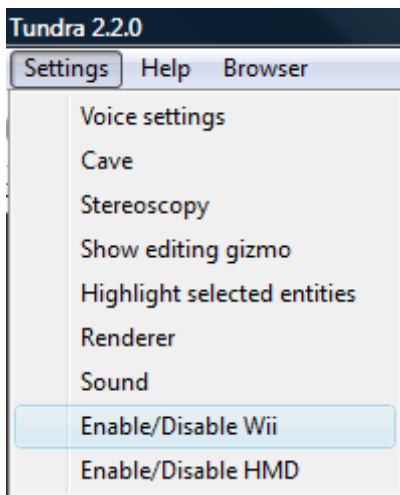 Tundra 2.2.0
Settings Help Browser
Voice settings
Cave
Stereoscopy
Show editing gizmo
Highlight selected entities
Renderer
Sound
Enable/Disable Wii
Enable/Disable HMD